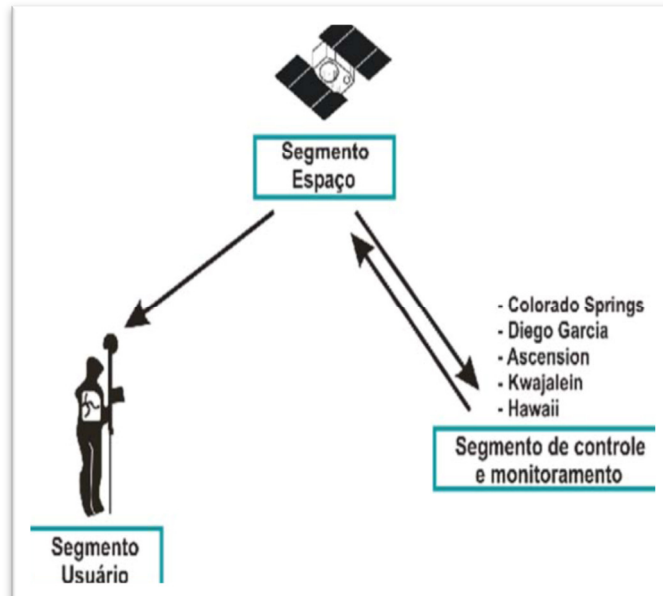 Segmento
Espaço
- Colorado Springs
- Diego Garcia
- Ascension
- Kwajalein
- Hawaii
Segmento de controle
e monitoramento
Segmento
Usuário